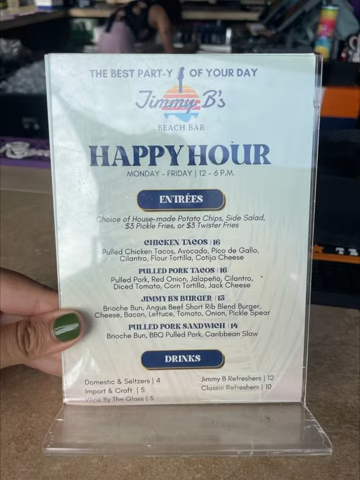 THE BEST PART-Y OF YOUR DAY
Jimmy B's
BEACH BAR
HAPPY HOUR
MONDAY - FRIDAY | 12 - 6 P.M.
ENTRÉES
Choice of House-made Potato Chips, Side Salad,
$3 Pickle Fries, or $3 Twister Fries
CHICKEN TACOS | 16
Pulled Chicken Tacos, Avocado, Pico de Gallo,
Cilantro, Flour Tortilla, Cotija Cheese
PULLED PORK TACOS | 16
Pulled Pork, Red Onion, Jalapeño, Cilantro,
Diced Tomato, Corn Tortilla, Jack Cheese
JIMMY B'S BURGER | 15
Brioche Bun, Angus Beef Short Rib Blend Burger,
Cheese, Bacon, Lettuce, Tomato, Onion, Pickle Spear
PULLED PORK SANDWICH | 14
Brioche Bun, BBQ Pulled Pork, Caribbean Slaw
DRINKS
Domestic & Seltzers | 4
Import & Craft | 5
Wine By The Glass | 5
Jimmy B Refreshers | 12
Classic Refreshers | 10